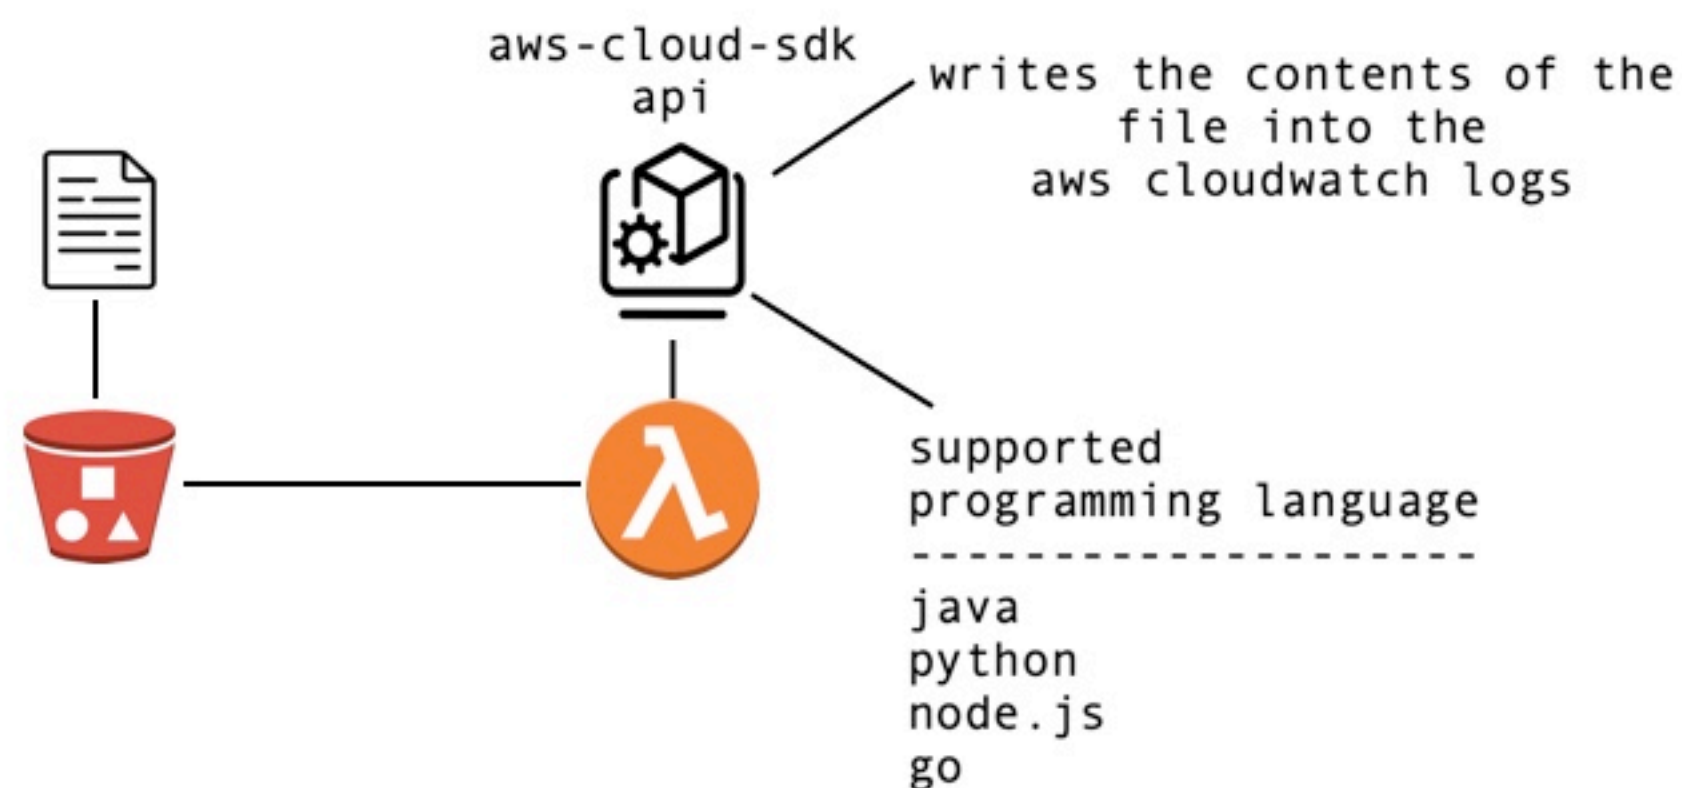 aws-cloud-sdk
api
writes the contents of the
file into the
aws cloudwatch logs
supported
programming language
--------------------
java
python
node.js
go